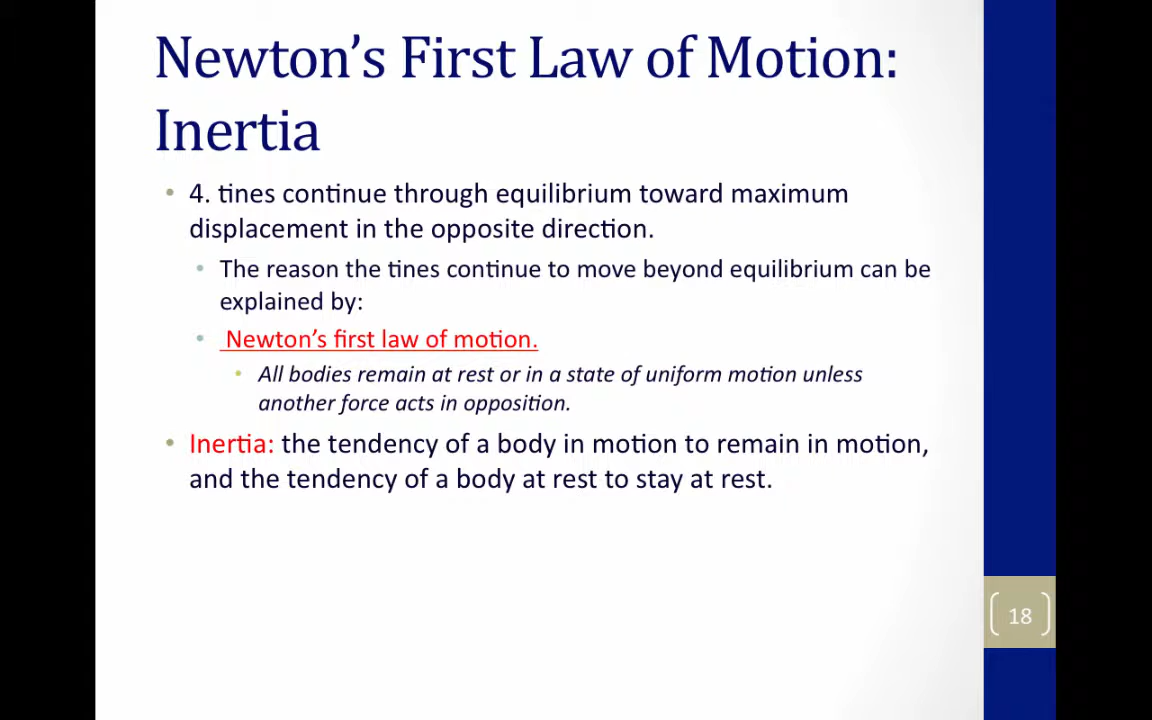 Newton's First Law of Motion:
Inertia
• 4. tines continue through equilibrium toward maximum
displacement in the opposite direction.
• The reason the tines continue to move beyond equilibrium can be
explained by:
• Newton's first law of motion.
• All bodies remain at rest or in a state of uniform motion unless
another force acts in opposition.
• Inertia: the tendency of a body in motion to remain in motion,
and the tendency of a body at rest to stay at rest.
18